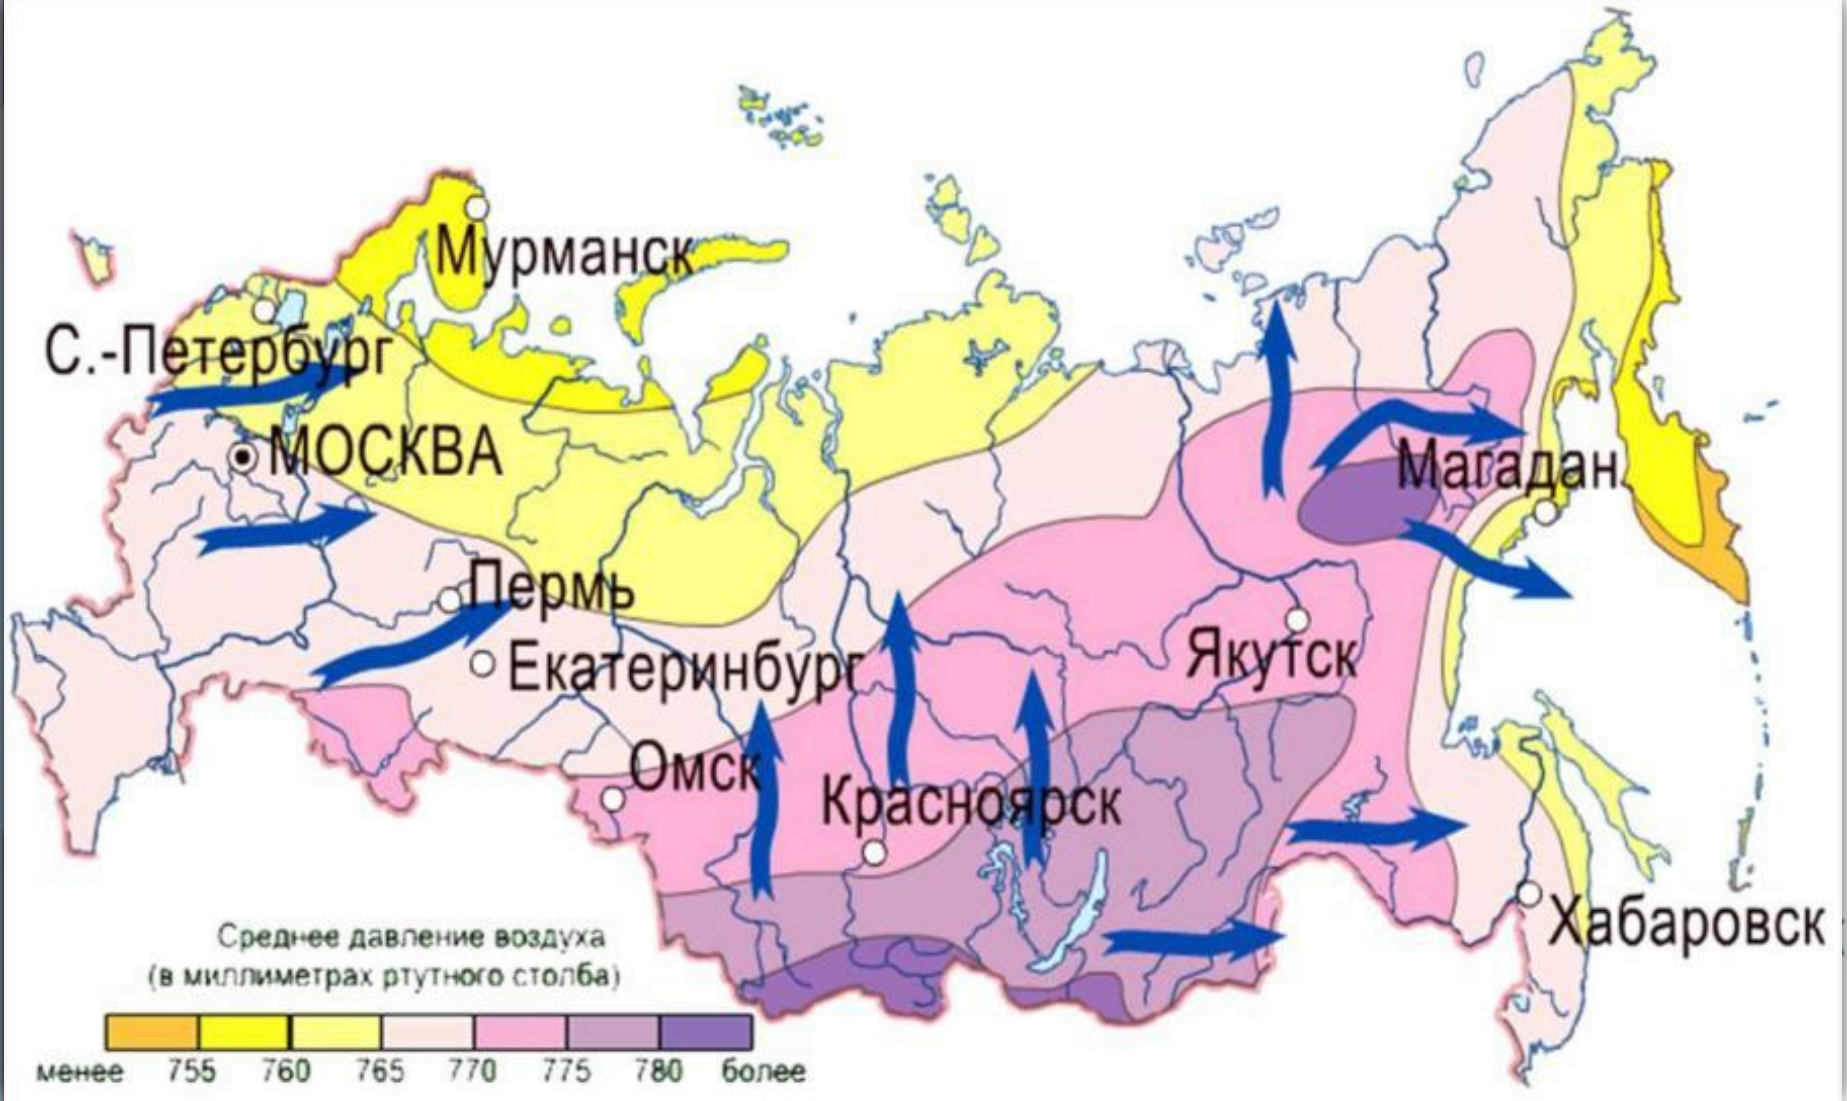 Мурманск
С.-Петербург
МОСКВА
Магадан
Пермь
Екатеринбург
Якутск
Омск
Красноярск
Хабаровск
Среднее давление воздуха
(в миллиметрах ртутного столба)
менее 755 760 765 770 775 780 более